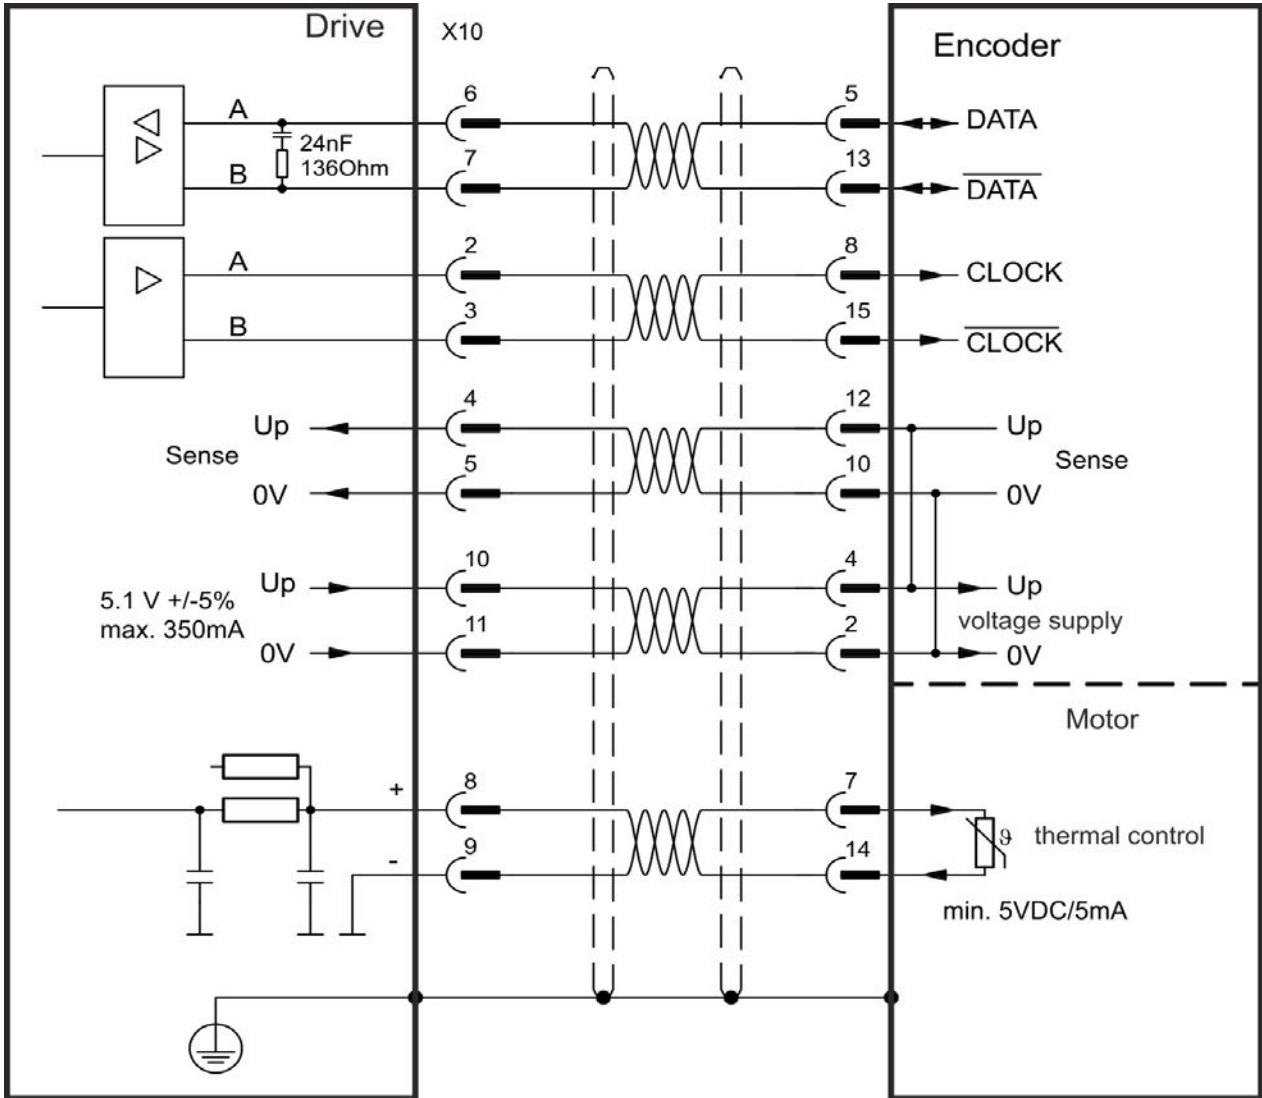 Drive
X10
Encoder
A
6
5
DATA
24nF
136Ohm
B
7
13
DATA
A
2
8
CLOCK
B
3
15
CLOCK
Up
4
12
Up
Sense
Sense
0V
5
10
0V
5.1 V +/-5%
max. 350mA
Up
10
4
Up
voltage supply
0V
11
2
0V
Motor
+
8
7
ϑ thermal control
-
9
14
min. 5VDC/5mA